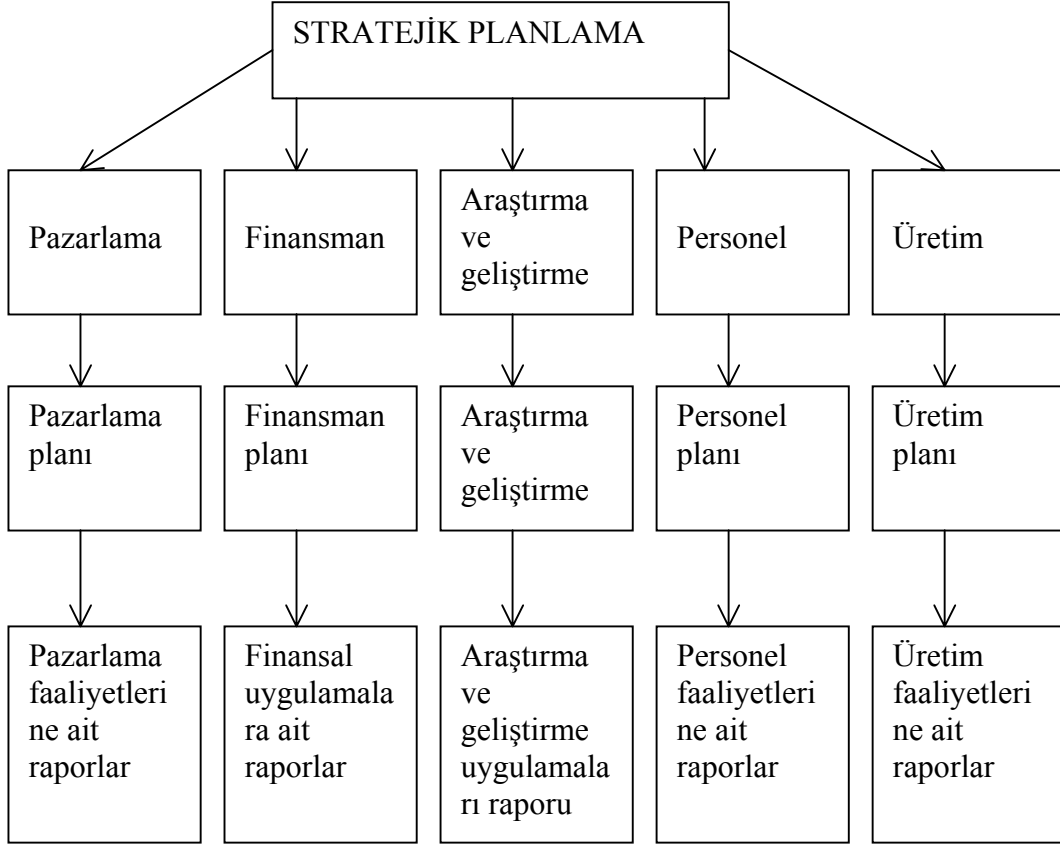 STRATEJİK PLANLAMA
Pazarlama
Finansman
Araştırma
ve
geliştirme
Personel
Üretim
Pazarlama
planı
Finansman
planı
Araştırma
ve
geliştirme
Personel
planı
Üretim
planı
Pazarlama
faaliyetleri
ne ait
raporlar
Finansal
uygulamala
ra ait
raporlar
Araştırma
ve
geliştirme
uygulamala
rı raporu
Personel
faaliyetleri
ne ait
raporlar
Üretim
faaliyetleri
ne ait
raporlar